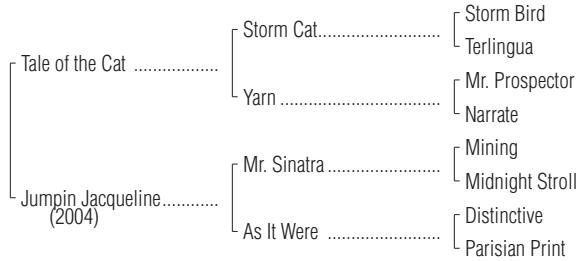 Storm Bird
Storm Cat..................................
Terlingua
Tale of the Cat ......................
Mr. Prospector
Yarn ..........................................
Narrate
Mining
Mr. Sinatra ..............................
Midnight Stroll
Jumpin Jacqueline..............
(2004)
Distinctive
As It Were ..............................
Parisian Print